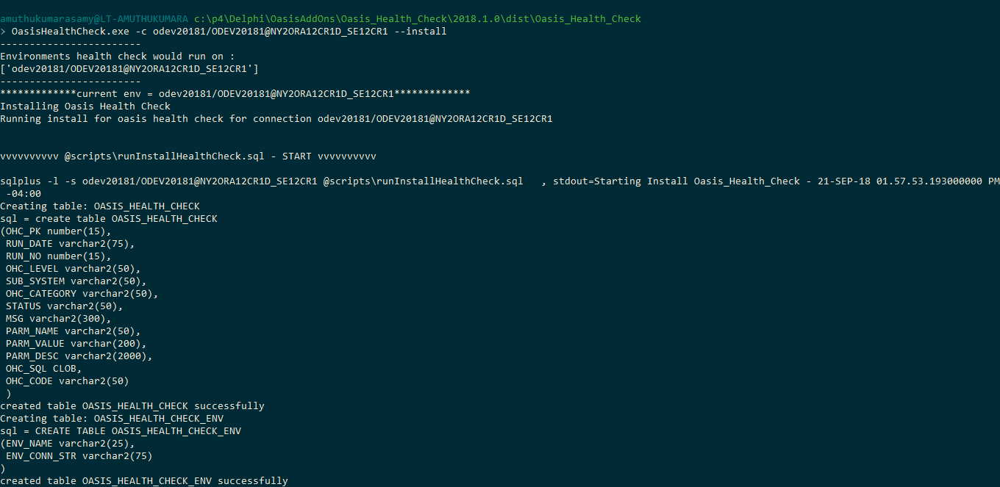 amuthukumarasamy@LT-AMUTHUKUMARA c:\p4\Delphi\OasisAddOns\Oasis_Health_Check\2018.1.0\dist\Oasis_Health_Check
> OasisHealthCheck.exe -c odev20181/ODEV20181@NY2ORA12CR1D_SE12CR1 --install
------------------------
Environments health check would run on :
['odev20181/ODEV20181@NY2ORA12CR1D_SE12CR1']
------------------------
*************current env = odev20181/ODEV20181@NY2ORA12CR1D_SE12CR1*************
Installing Oasis Health Check
Running install for oasis health check for connection odev20181/ODEV20181@NY2ORA12CR1D_SE12CR1
vvvvvvvvvv @scripts\runInstallHealthCheck.sql - START vvvvvvvvvv
sqlplus -l -s odev20181/ODEV20181@NY2ORA12CR1D_SE12CR1 @scripts\runInstallHealthCheck.sql   , stdout=Starting Install Oasis_Health_Check - 21-SEP-18 01.57.53.193000000 PM
 -04:00
Creating table: OASIS_HEALTH_CHECK
sql = create table OASIS_HEALTH_CHECK
(OHC_PK number(15),
 RUN_DATE varchar2(75),
 RUN_NO number(15),
 OHC_LEVEL varchar2(50),
 SUB_SYSTEM varchar2(50),
 OHC_CATEGORY varchar2(50),
 STATUS varchar2(50),
 MSG varchar2(300),
 PARM_NAME varchar2(50),
 PARM_VALUE varchar(200),
 PARM_DESC varchar2(2000),
 OHC_SQL CLOB,
 OHC_CODE varchar2(50)
 )
created table OASIS_HEALTH_CHECK successfully
Creating table: OASIS_HEALTH_CHECK_ENV
sql = CREATE TABLE OASIS_HEALTH_CHECK_ENV
(ENV_NAME varchar2(25),
 ENV_CONN_STR varchar2(75)
)
created table OASIS_HEALTH_CHECK_ENV successfully